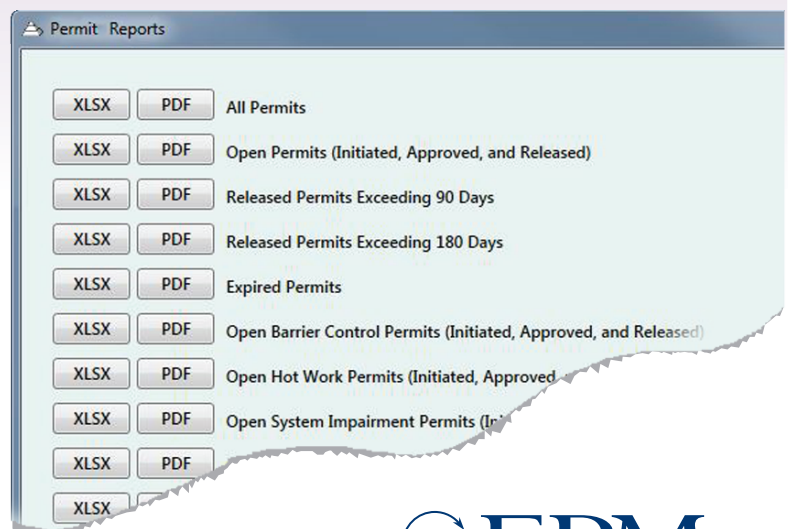 Permit Reports
XLSX PDF All Permits
XLSX PDF Open Permits (Initiated, Approved, and Released)
XLSX PDF Released Permits Exceeding 90 Days
XLSX PDF Released Permits Exceeding 180 Days
XLSX PDF Expired Permits
XLSX PDF Open Barrier Control Permits (Initiated, Approved, and Released)
XLSX PDF Open Hot Work Permits (Initiated, Approved
XLSX PDF Open System Impairment Permits
XLSX PDF
XLSX
EPM